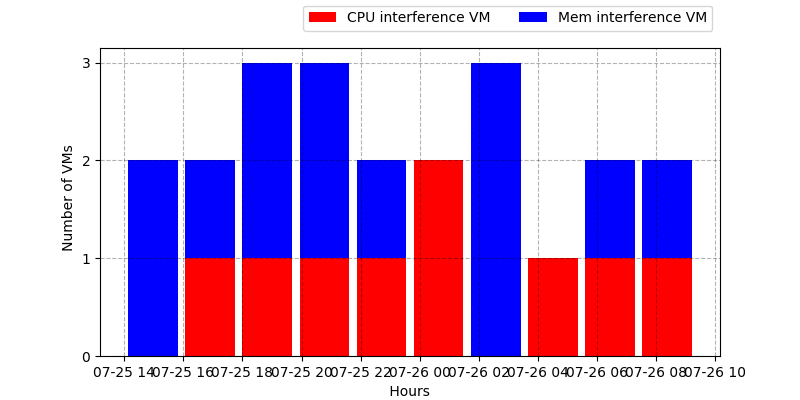 CPU interference VM Mem interference VM
3
2
1
0
Number of VMs
07-25 14 07-25 16 07-25 18 07-25 20 07-25 22 07-26 00 07-26 02 07-26 04 07-26 06 07-26 08 07-26 10
Hours